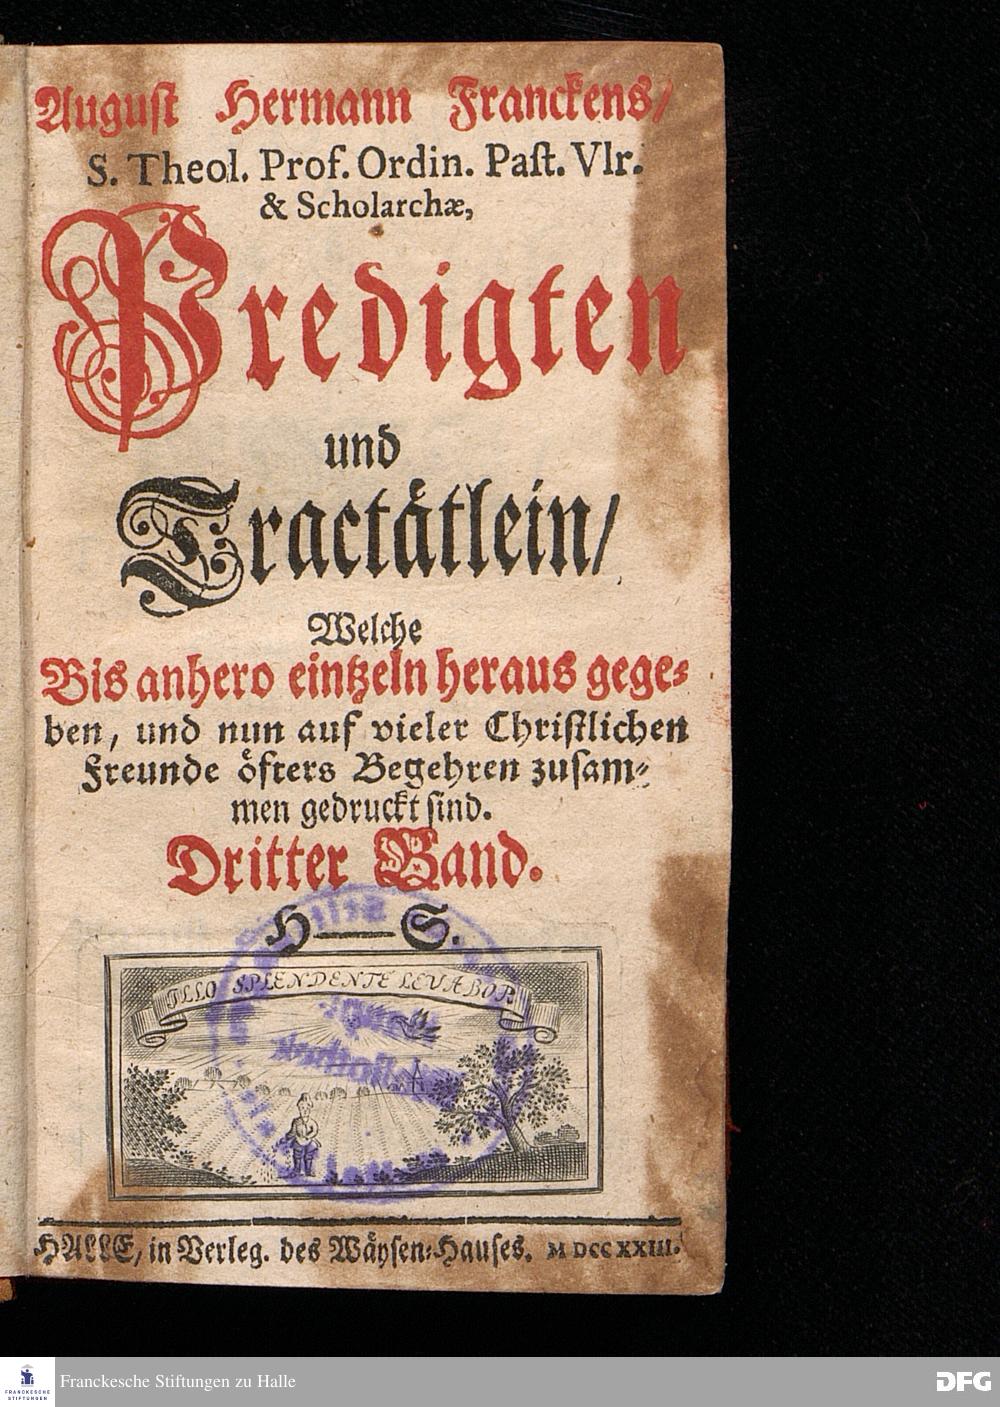 August Hermann Franckens/
S. Theol. Prof. Ordin. Past. Vlr.
& Scholarchæ,
Predigten
und
Tractätlein/
Welche
Bis anhero eintzeln heraus gege-
ben, und nun auf vieler Christlichen
Freunde öfters Begehren zusam-
men gedruckt sind.
Dritter Band.
H — S.
ILLO SPLENDENTE LEVABOR
HALLE, in Verleg. des Wäysen-Hauses. MDCCXXIII.
FRANCKESCHE
STIFTUNGEN
Franckesche Stiftungen zu Halle
DFG